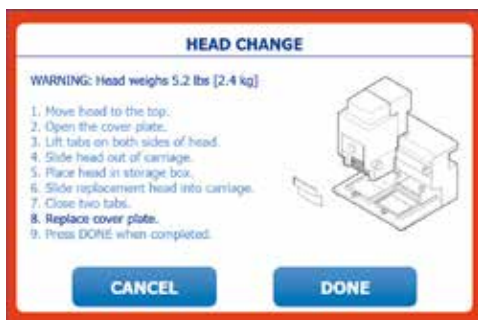 HEAD CHANGE
WARNING: Head weighs 5.2 lbs [2.4 kg]
1. Move head to the top.
2. Open the cover plate.
3. Lift tabs on both sides of head.
4. Slide head out of carriage.
5. Place head in storage box.
6. Slide replacement head into carriage.
7. Close two tabs.
8. Replace cover plate.
9. Press DONE when completed.
CANCEL
DONE